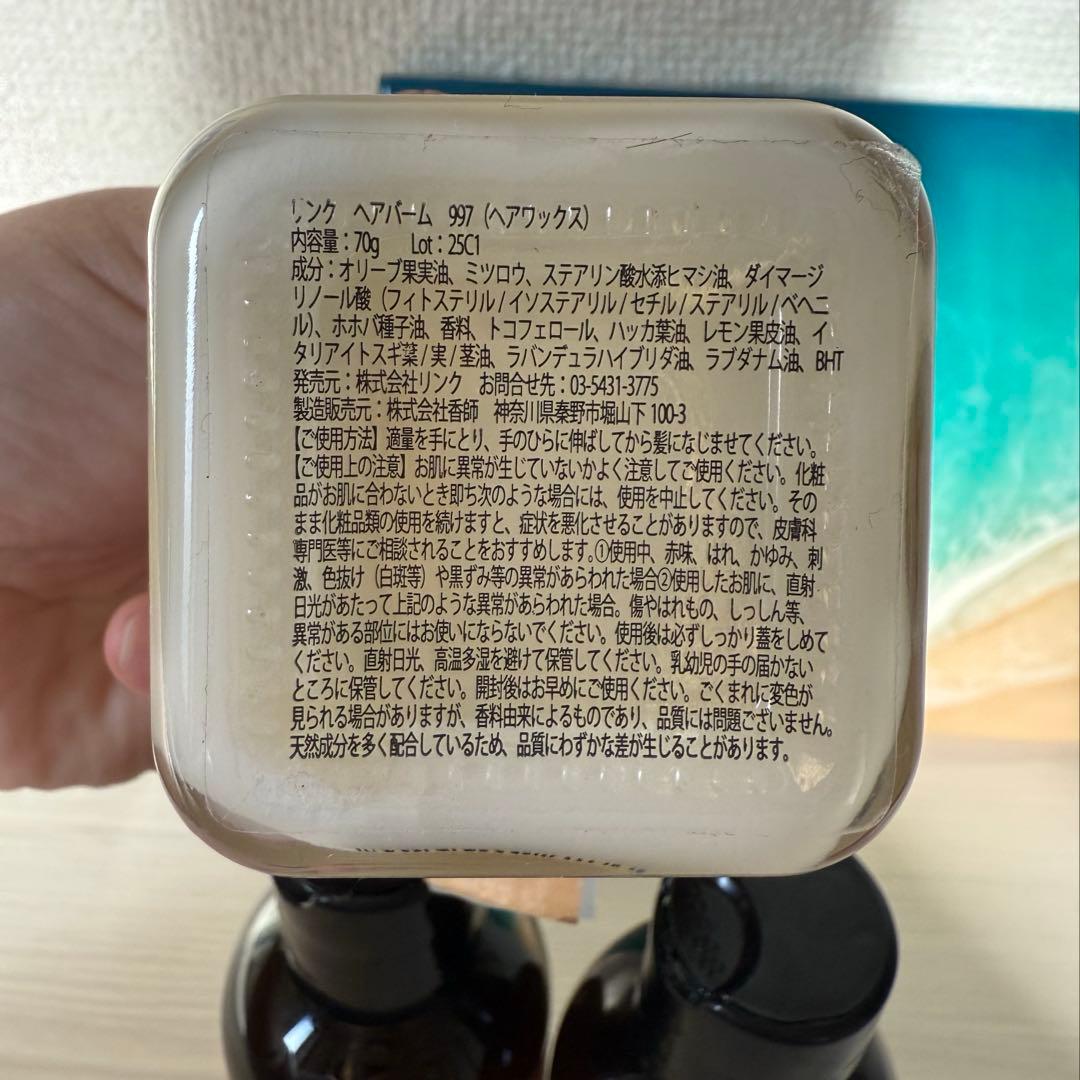 リンク ヘアバーム 997（ヘアワックス）
内容量：70g Lot：25C1
成分：オリーブ果実油、ミツロウ、ステアリン酸水添ヒマシ油、ダイマージ
リノール酸（フィトステリル/イソステアリル/セチル/ステアリル/ベヘニ
ル）、ホホバ種子油、香料、トコフェロール、ハッカ葉油、レモン果皮油、イ
タリアイトスギ葉/実/茎油、ラバンデュラハイブリダ油、ラブダナム油、BHT
発売元：株式会社リンク お問合せ先：03-5431-3775
製造販売元：株式会社香師 神奈川県秦野市堀山下100-3
【ご使用方法】適量を手にとり、手のひらに伸ばしてから髪になじませてください。
【ご使用上の注意】お肌に異常が生じていないかよく注意してご使用ください。化粧
品がお肌に合わないとき即ち次のような場合には、使用を中止してください。その
まま化粧品類の使用を続けますと、症状を悪化させることがありますので、皮膚科
専門医等にご相談されることをおすすめします。①使用中、赤味、はれ、かゆみ、刺
激、色抜け（白斑等）や黒ずみ等の異常があらわれた場合②使用したお肌に、直射
日光があたって上記のような異常があらわれた場合。傷やはれもの、しっしん等、
異常がある部位にはお使いにならないでください。使用後は必ずしっかり蓋をしめて
ください。直射日光、高温多湿を避けて保管してください。乳幼児の手の届かない
ところに保管してください。開封後はお早めにご使用ください。ごくまれに変色が
見られる場合がありますが、香料由来によるものであり、品質には問題ございません。
天然成分を多く配合しているため、品質にわずかな差が生じることがあります。